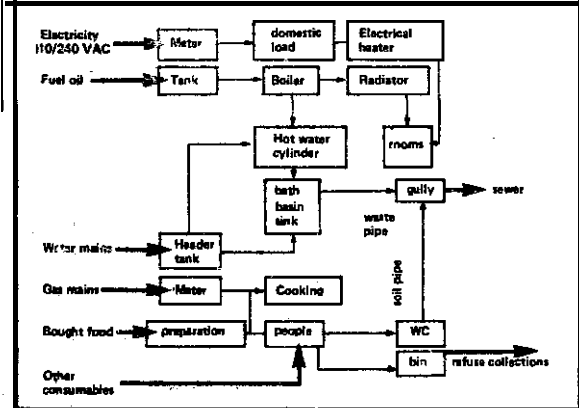 Electricity
110/240 VAC
Meter
domestic
load
Electrical
heater
Fuel oil
Tank
Boiler
Radiator
Hot water
cylinder
rooms
bath
basin
sink
gully
sewer
waste
pipe
Water mains
Header
tank
soil pipe
Gas mains
Meter
Cooking
Bought food
preparation
people
WC
bin
refuse collections
Other
consumables